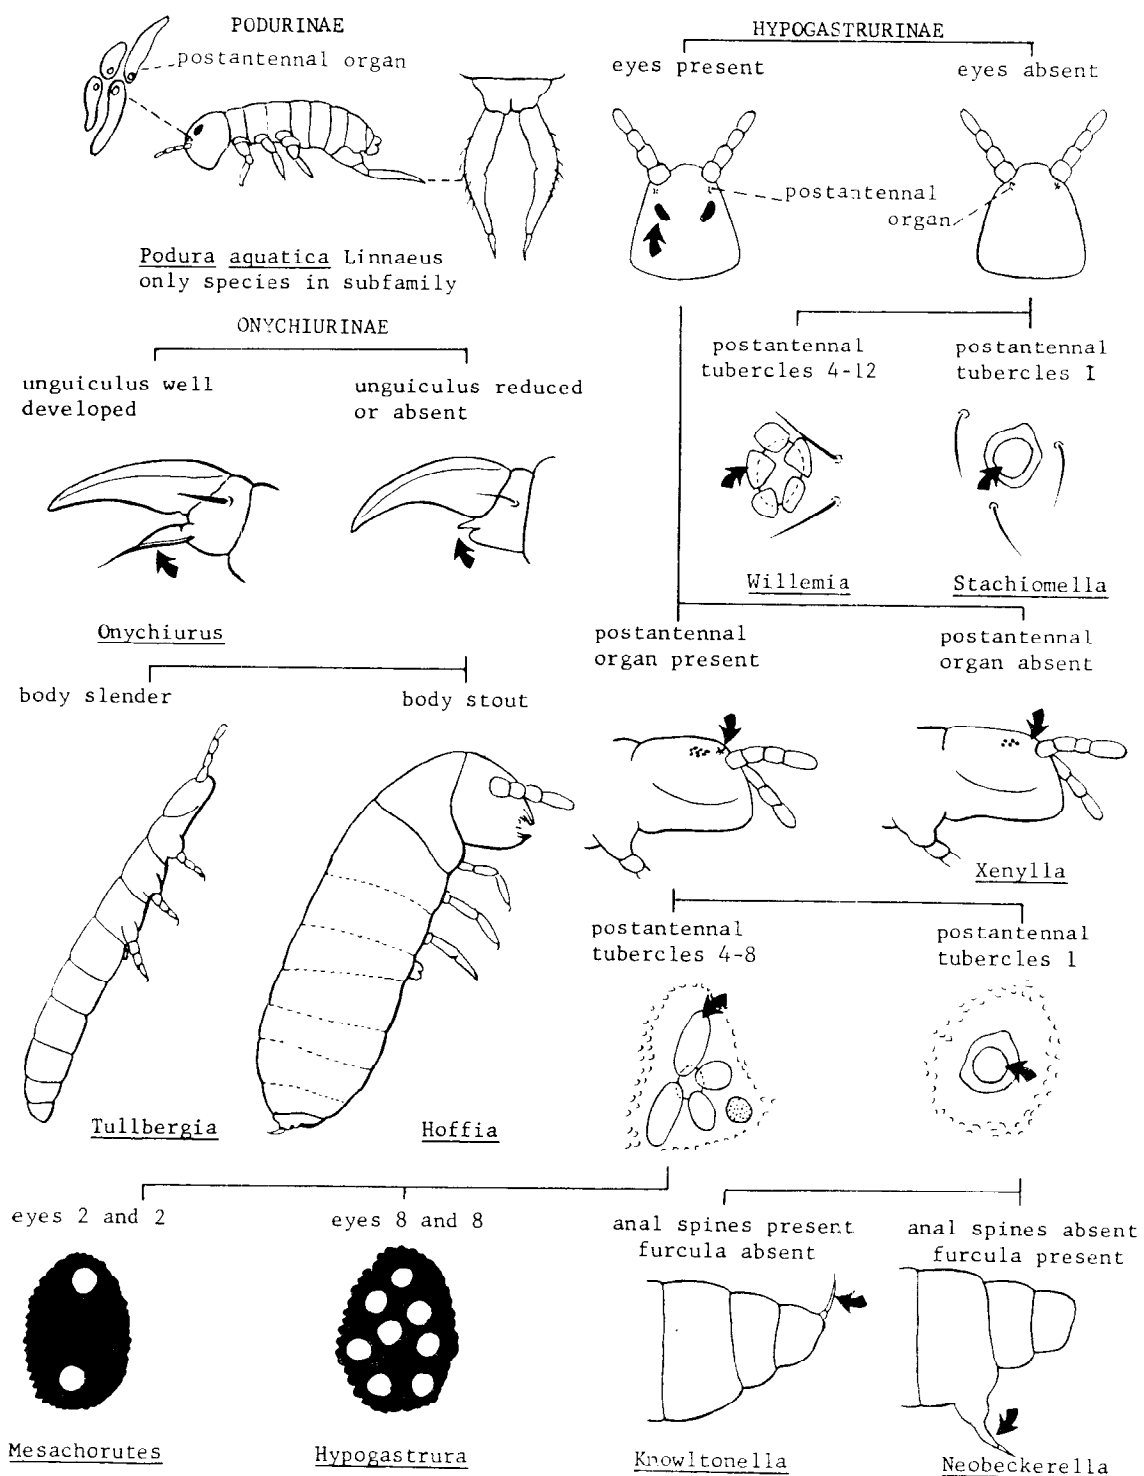 PODURINAE
postantennal organ
Podura aquatica Linnaeus
only species in subfamily
HYPOGASTRURINAE
eyes present
eyes absent
postantennal
organ
postantennal
tubercles 4-12
postantennal
tubercles I
Willemia
Stachiomella
ONYCHIURINAE
unguiculus well
developed
unguiculus reduced
or absent
Onychiurus
body slender
body stout
Tullbergia
Hoffia
postantennal
organ present
postantennal
organ absent
Xenylla
postantennal
tubercles 4-8
postantennal
tubercles 1
eyes 2 and 2
eyes 8 and 8
anal spines present
furcula absent
anal spines absent
furcula present
Mesachorutes
Hypogastrura
Knowltonella
Neobeckerella